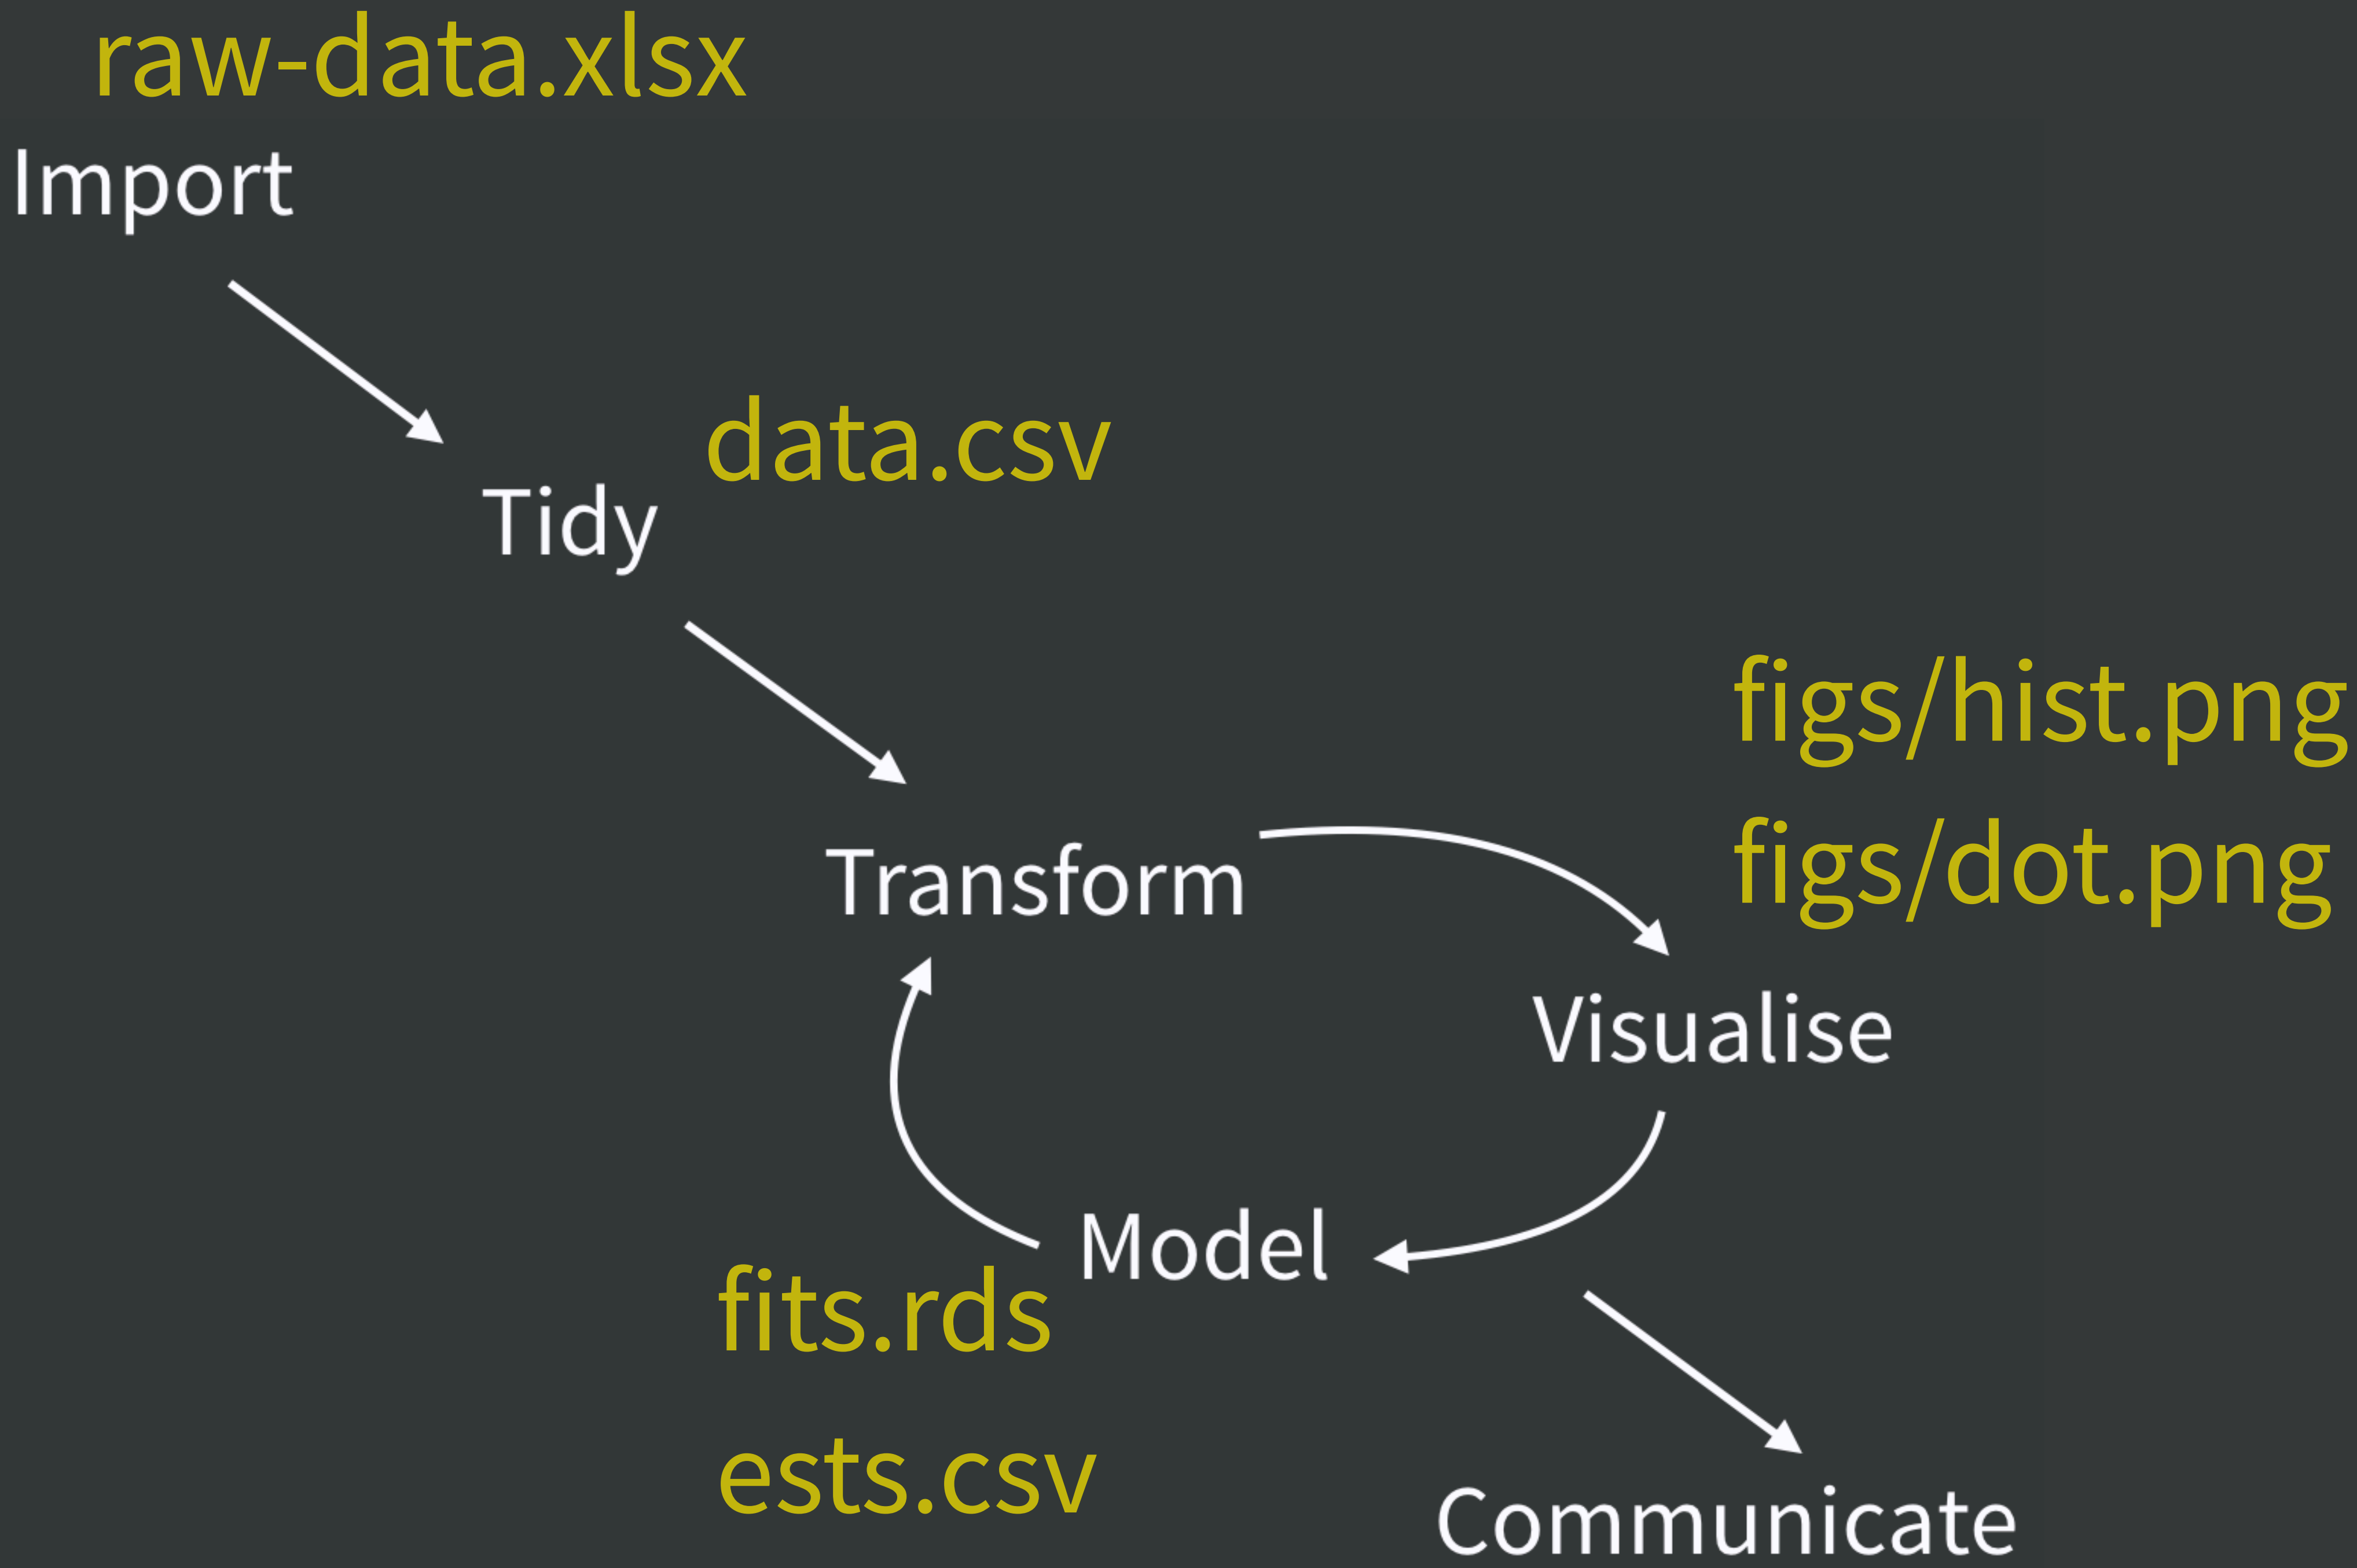 raw-data.xlsx
Import
data.csv
Tidy
figs/hist.png
figs/dot.png
Transform
Visualise
Model
fits.rds
ests.csv
Communicate